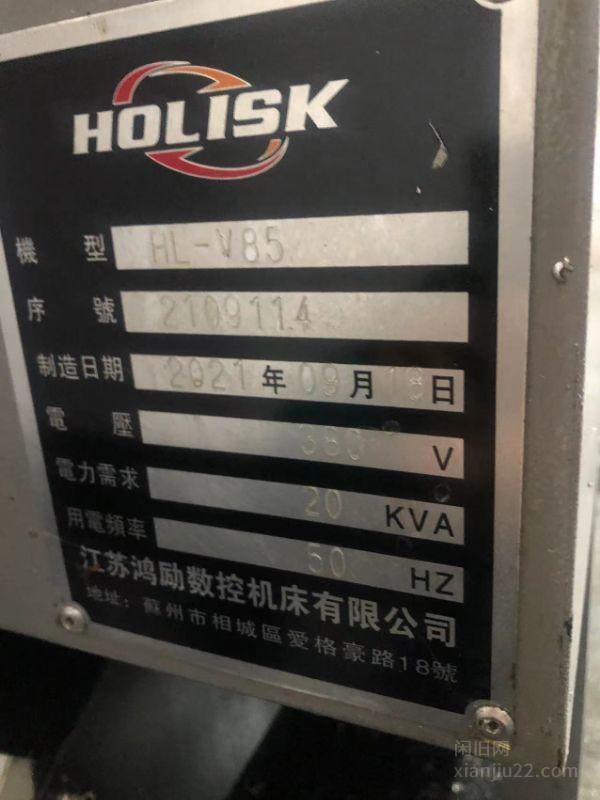 HOLISK
機 型 HL-V85
序 號 2109114
制造日期 2021 年 09 月 18 日
電 壓 380 V
電力需求 20 KVA
用電頻率 50 HZ
江苏鸿励数控机床有限公司
地址: 蘇州市相城區愛格豪路18號
闲旧网
xianjiu22.com